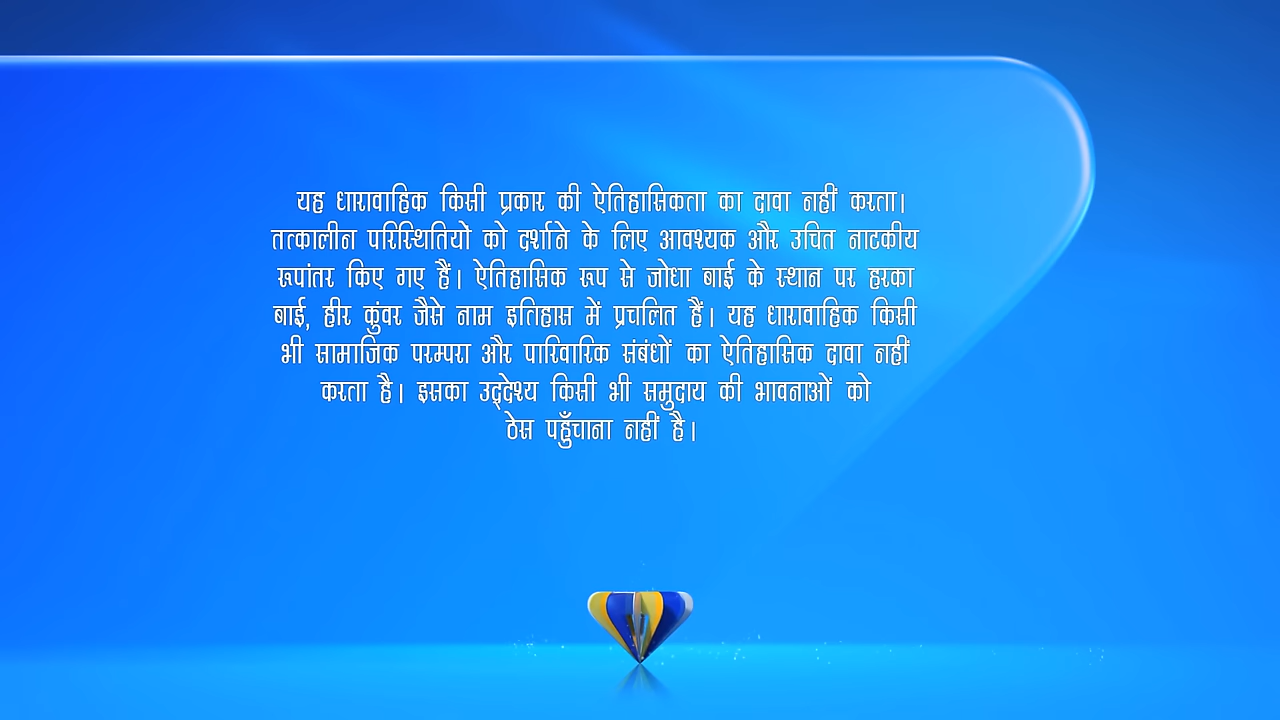 यह धारावाहिक किसी प्रकार की ऐतिहासिकता का दावा नहीं करता।
तत्कालीन परिस्थितियो को दर्शाने के लिए आवश्यक और उचित नाटकीय
रूपांतर किए गए हैं। ऐतिहासिक रूप से जोधा बाई के स्थान पर हरका
बाई, हीर कुंवर जैसे नाम इतिहास में प्रचलित हैं। यह धारावाहिक किसी
भी सामाजिक परम्परा और पारिवारिक संबंधों का ऐतिहासिक दावा नहीं
करता है। इसका उद्देश्य किसी भी समुदाय की भावनाओं को
ठेस पहुँचाना नहीं है।